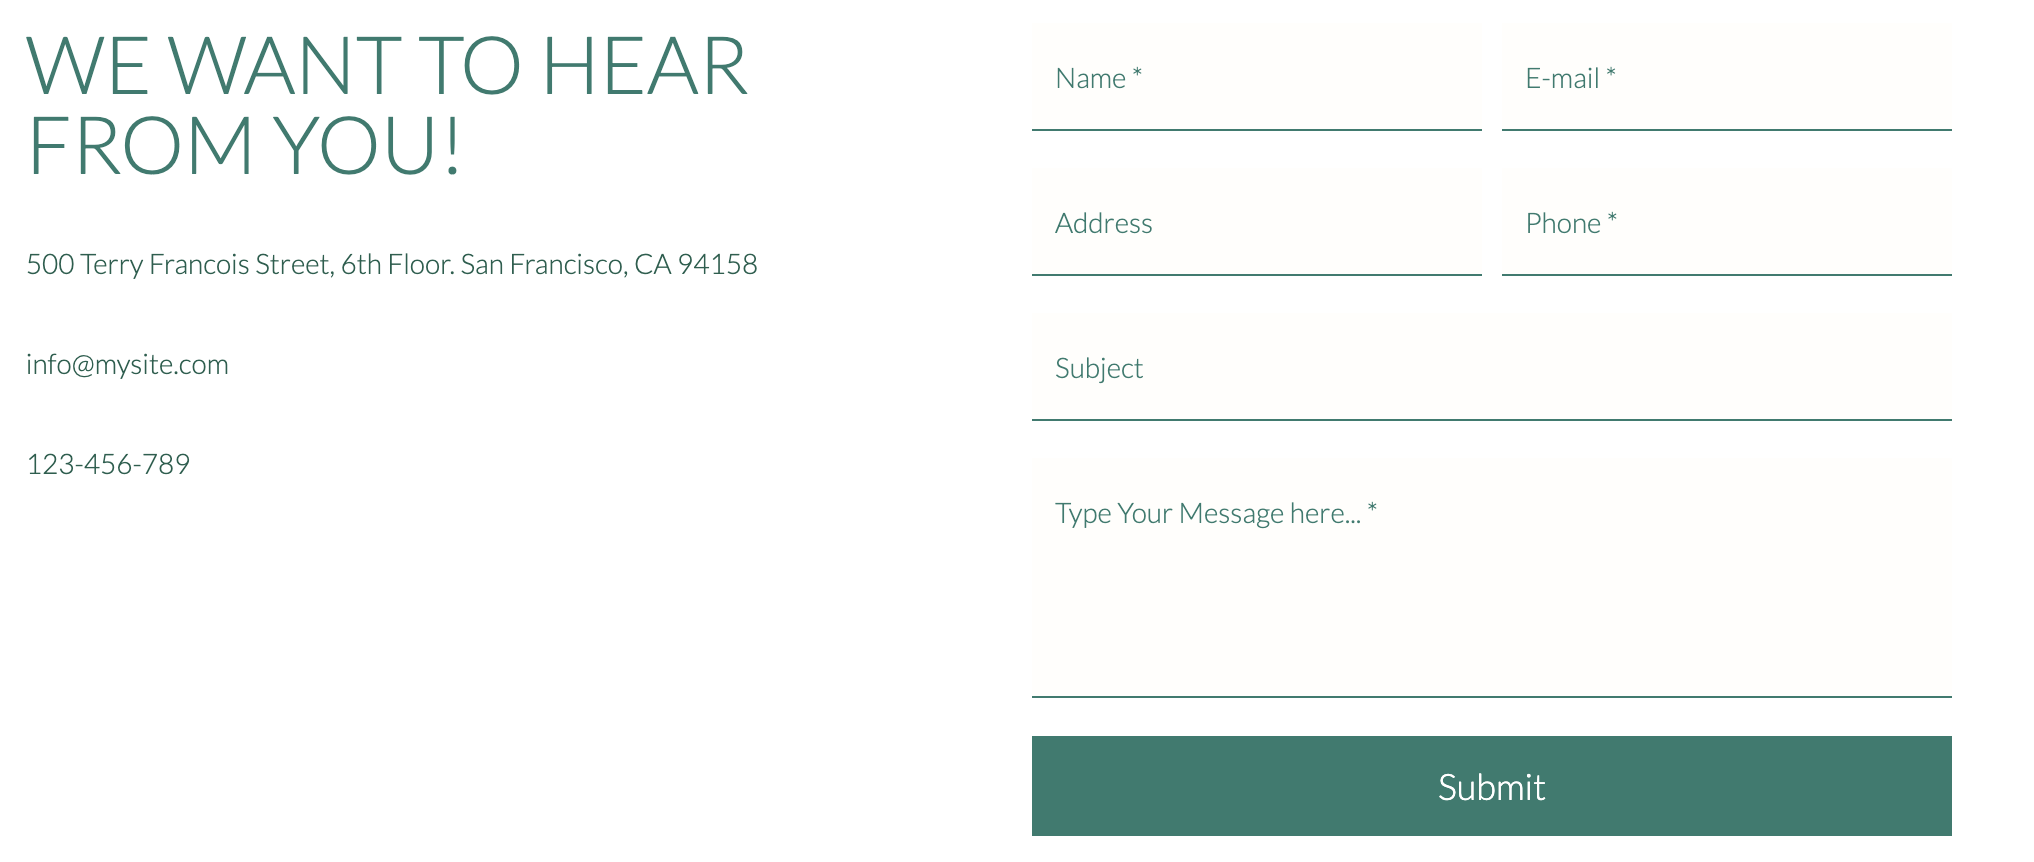 WE WANT TO HEAR
FROM YOU!
500 Terry Francois Street, 6th Floor. San Francisco, CA 94158
info@mysite.com
123-456-789
Name *
E-mail *
Address
Phone *
Subject
Type Your Message here... *
Submit